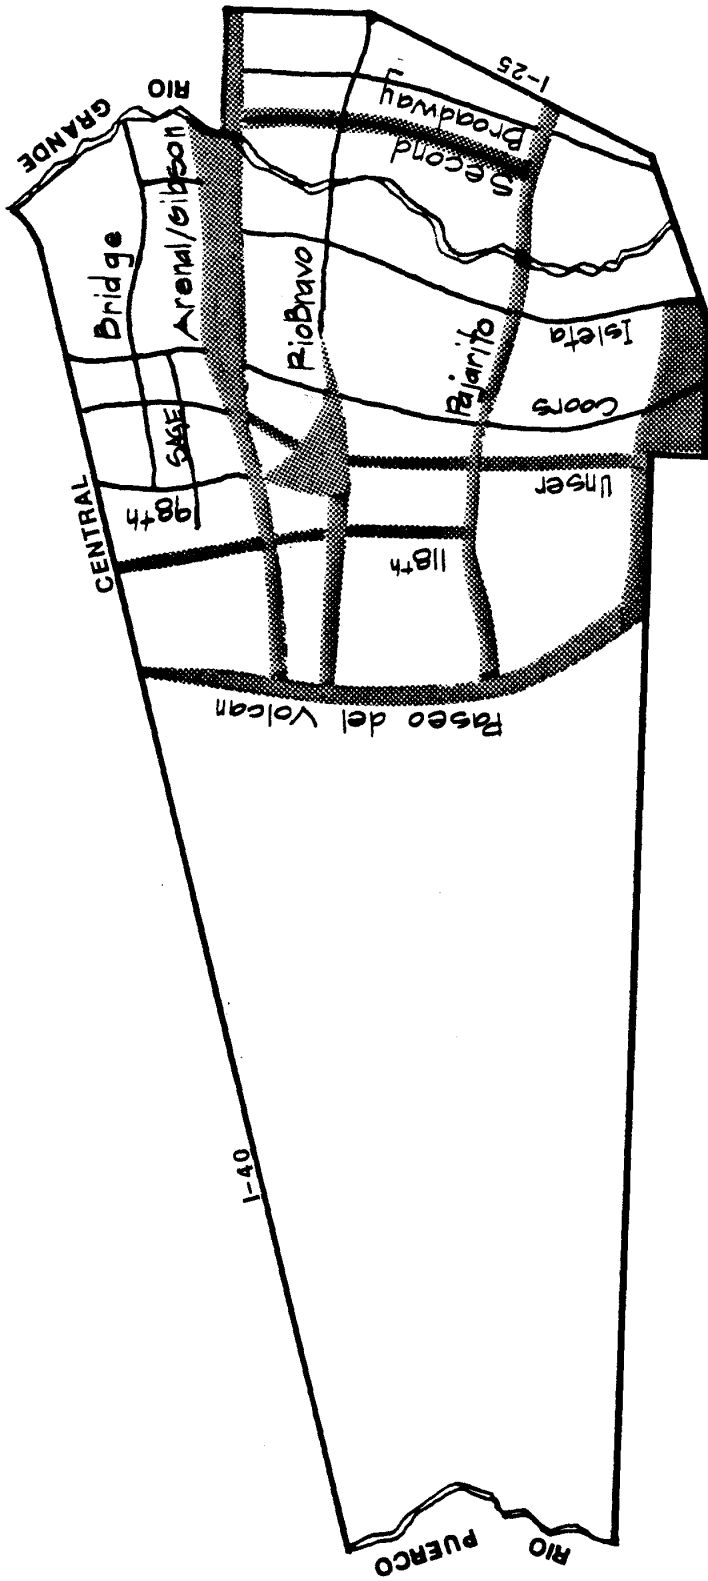 I-25
RIO
GRANDE
Broadway
Second
Bridge
Arenal/Gibson
Rio Bravo
Pajarito
Isleta
Coors
SAGE
Unser
98th
CENTRAL
118th
Paseo del Volcan
I-40
RIO
PUERCO